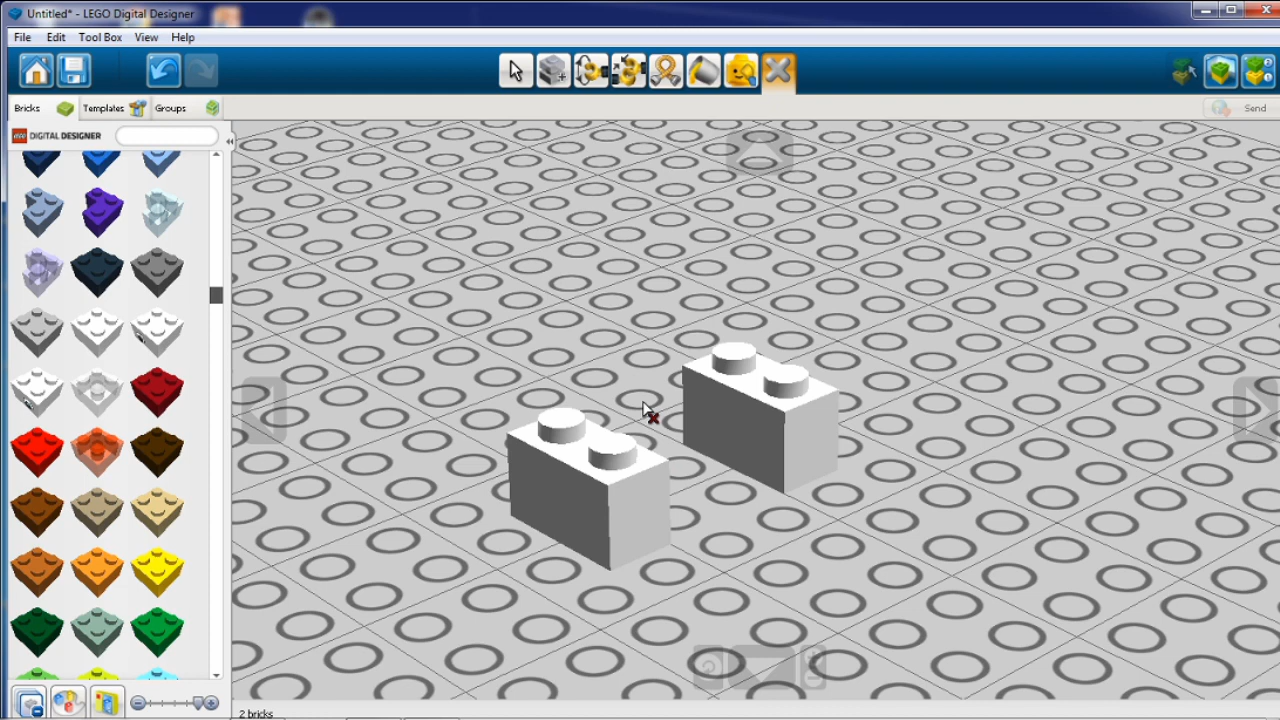 Untitled* - LEGO Digital Designer
File Edit Tool Box View Help
Bricks Templates Groups Send
DIGITAL DESIGNER
2 bricks